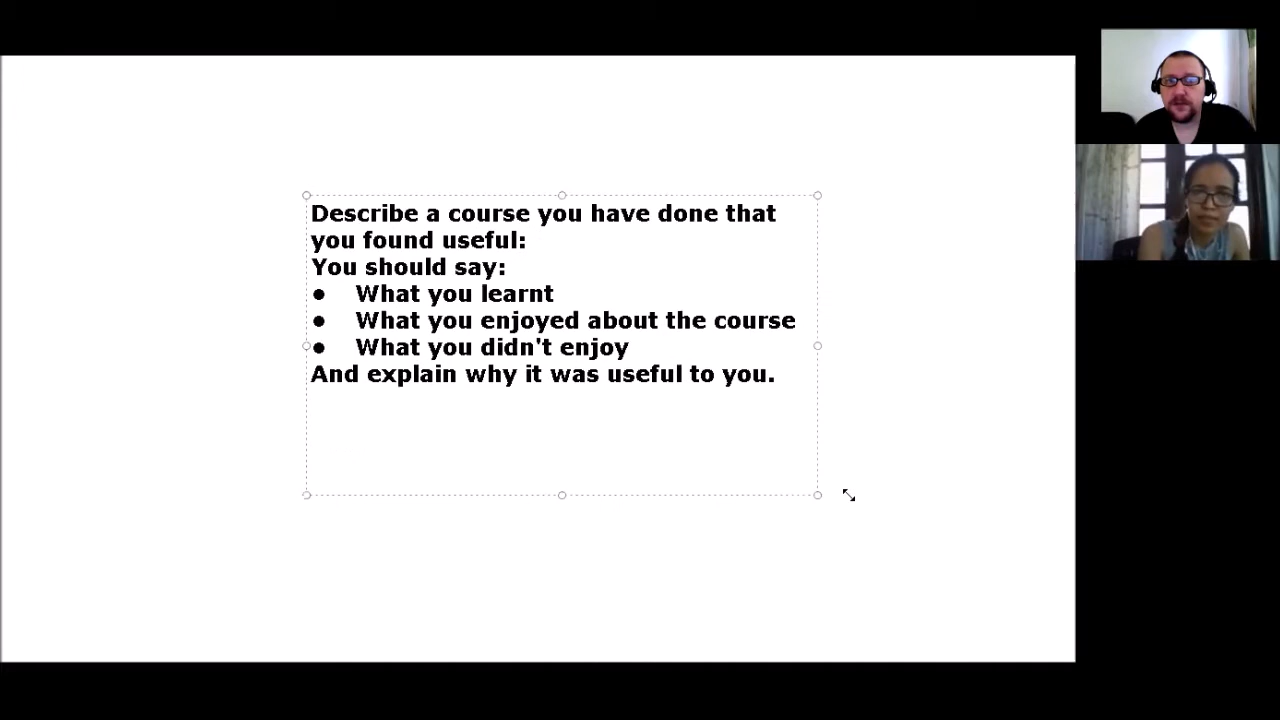 Describe a course you have done that
you found useful:
You should say:
● What you learnt
● What you enjoyed about the course
● What you didn't enjoy
And explain why it was useful to you.